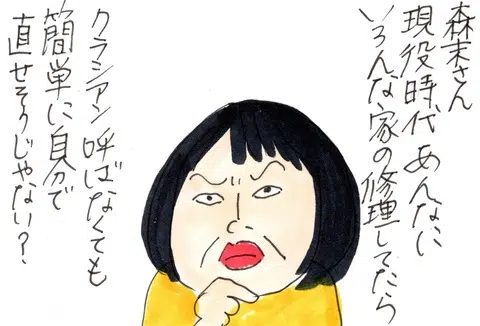 森末さん
現役時代 あんなに
いろんな家の修理してたら
クラシアン 呼ばなくても
簡単に自分で
直せそうじゃない?